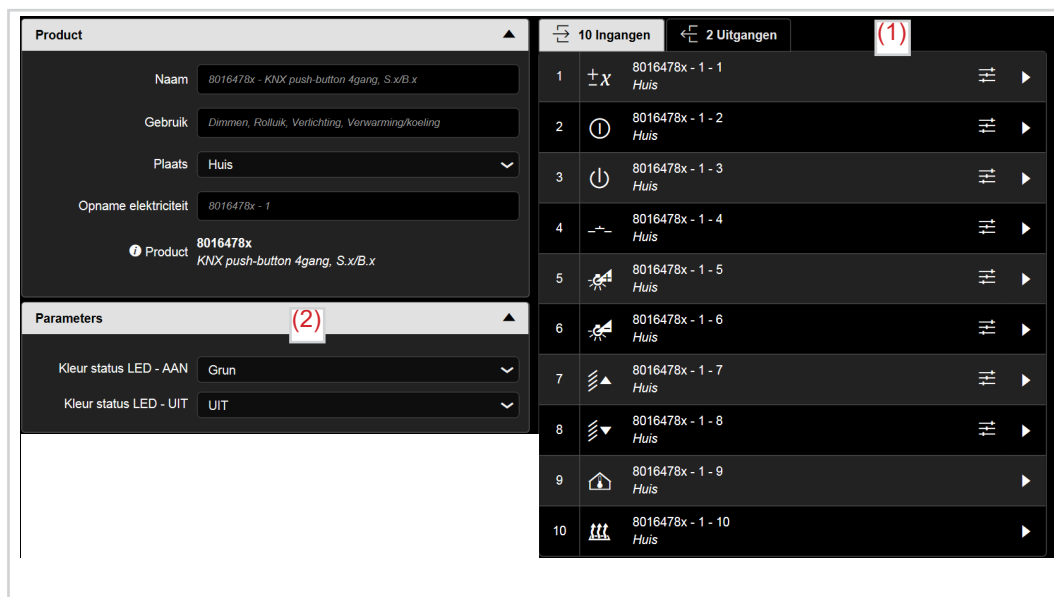 Product
Naam 8016478x - KNX push-button 4gang, S.x/B.x
Gebruik Dimmen, Rolluik, Verlichting, Verwarming/koeling
Plaats Huis
Opname elektriciteit 8016478x - 1
Product 8016478x
KNX push-button 4gang, S.x/B.x
Parameters (2)
Kleur status LED - AAN Grun
Kleur status LED - UIT UIT
10 Ingangen 2 Uitgangen (1)
1 ±x 8016478x - 1 - 1
Huis
2 8016478x - 1 - 2
Huis
3 8016478x - 1 - 3
Huis
4 8016478x - 1 - 4
Huis
5 8016478x - 1 - 5
Huis
6 8016478x - 1 - 6
Huis
7 8016478x - 1 - 7
Huis
8 8016478x - 1 - 8
Huis
9 8016478x - 1 - 9
Huis
10 8016478x - 1 - 10
Huis